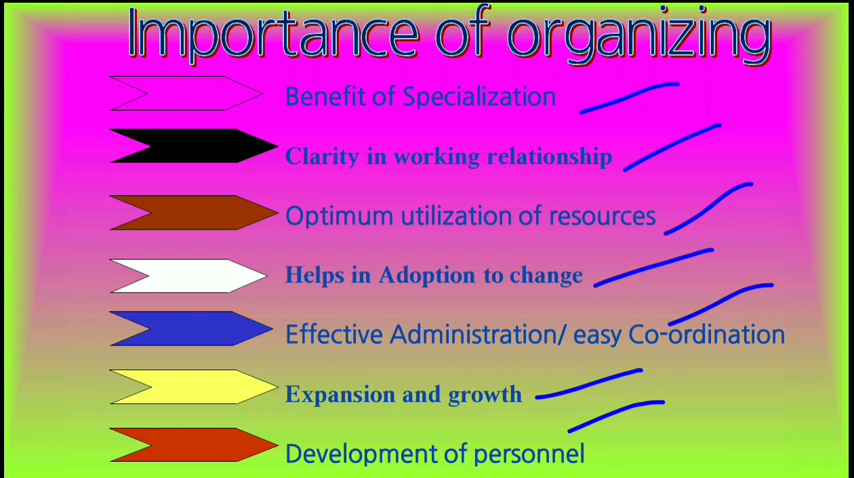 Importance of organizing
Benefit of Specialization
Clarity in working relationship
Optimum utilization of resources
Helps in Adoption to change
Effective Administration/ easy Co-ordination
Expansion and growth
Development of personnel